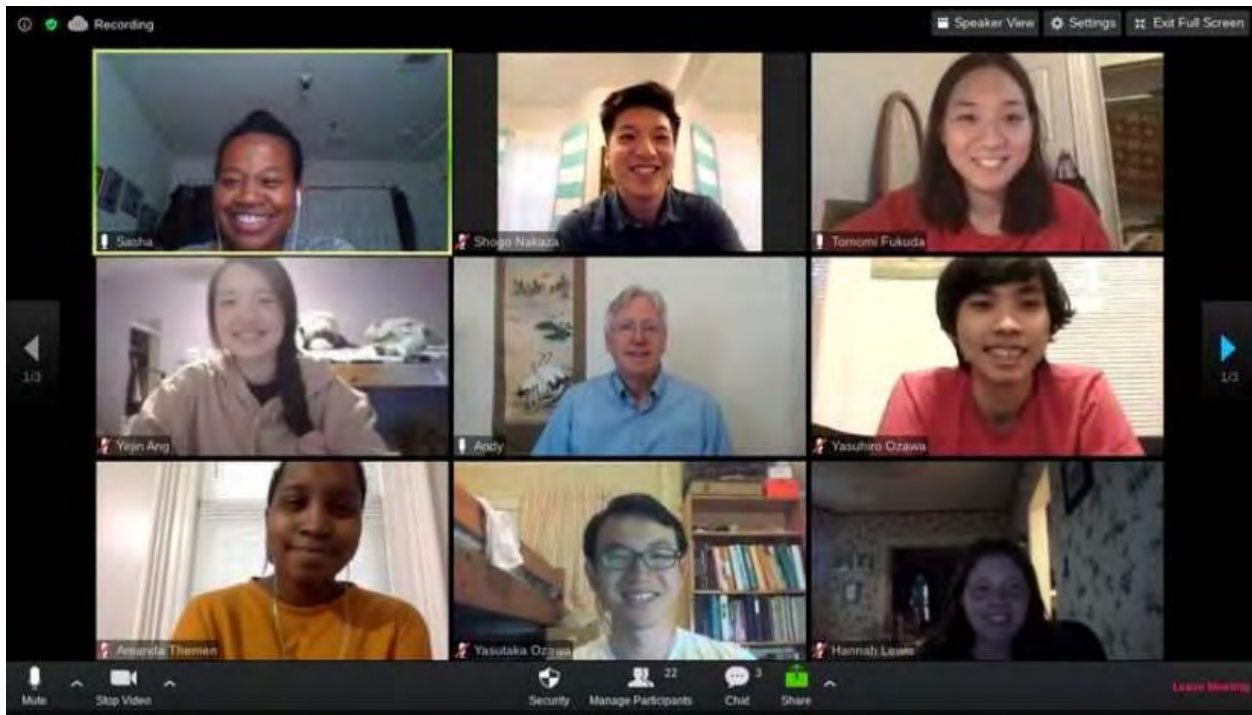 Recording
Speaker View
Settings
Exit Full Screen
Sasha
Shogo Nakaza
Tomomi Fukuda
1/3
1/3
Yejin Ang
Andy
Yasuhiro Ozawa
Amanda Themen
Yasutaka Ozawa
Hannah Lewis
Mute
Stop Video
Security
Manage Participants
22
Chat
3
Share
Leave Meeting